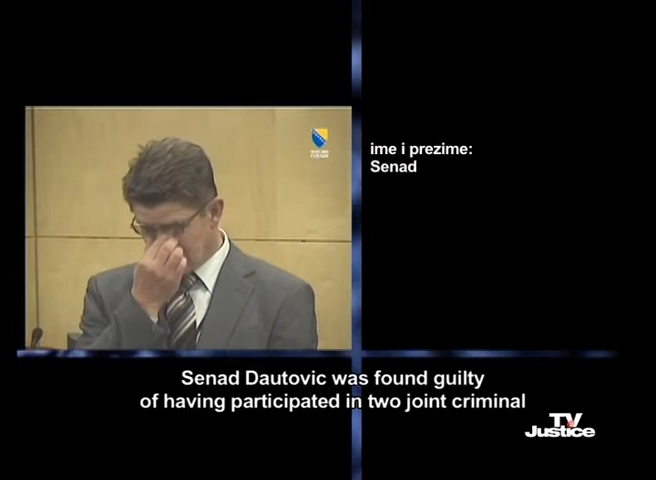 ime i prezime:
Senad
Senad Dautovic was found guilty
of having participated in two joint criminal
TV
Justice